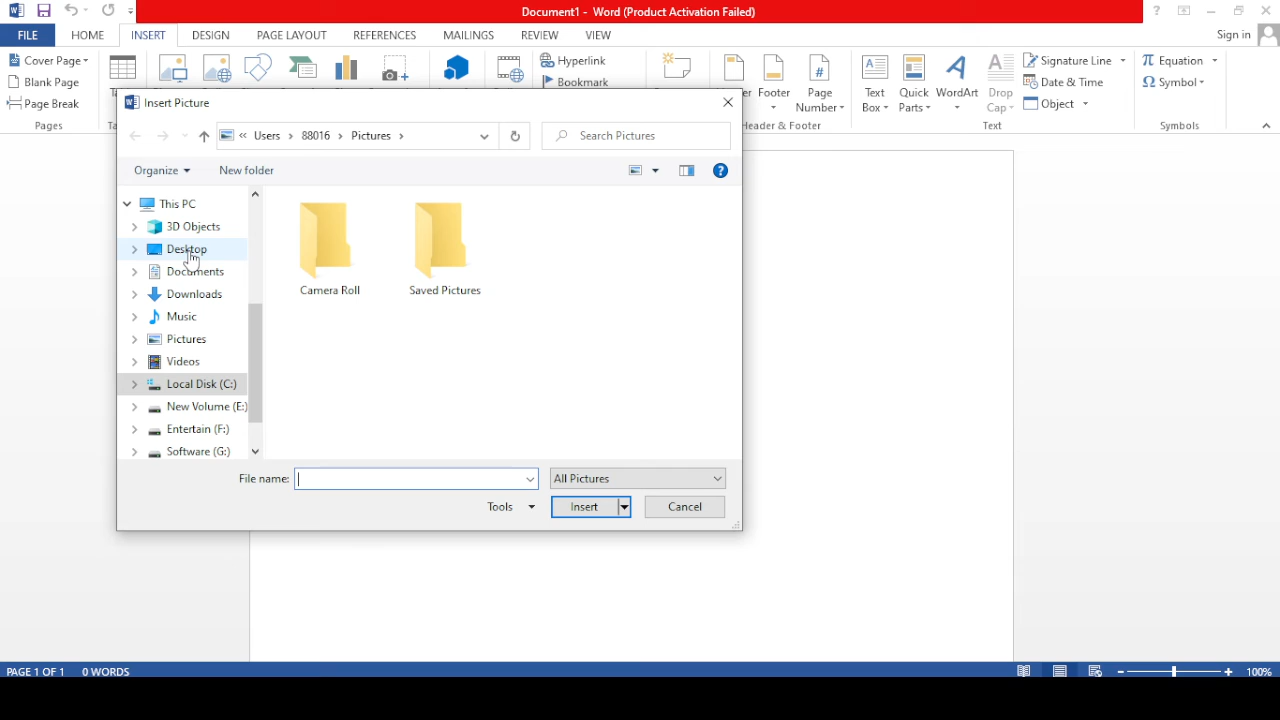 Document1 - Word (Product Activation Failed)
FILE HOME INSERT DESIGN PAGE LAYOUT REFERENCES MAILINGS REVIEW VIEW Sign in
Cover Page
Blank Page
Page Break
Pages
Hyperlink
Bookmark
Footer
Page Number
Header & Footer
Text Box
Quick Parts
WordArt
Drop Cap
Signature Line
Date & Time
Object
Text
Equation
Symbol
Symbols
Insert Picture
« Users › 88016 › Pictures ›
Search Pictures
Organize New folder
This PC
3D Objects
Desktop
Documents
Downloads
Music
Pictures
Videos
Local Disk (C:)
New Volume (E:)
Entertain (F:)
Software (G:)
Camera Roll
Saved Pictures
File name:
All Pictures
Tools Insert Cancel
PAGE 1 OF 1 0 WORDS 100%